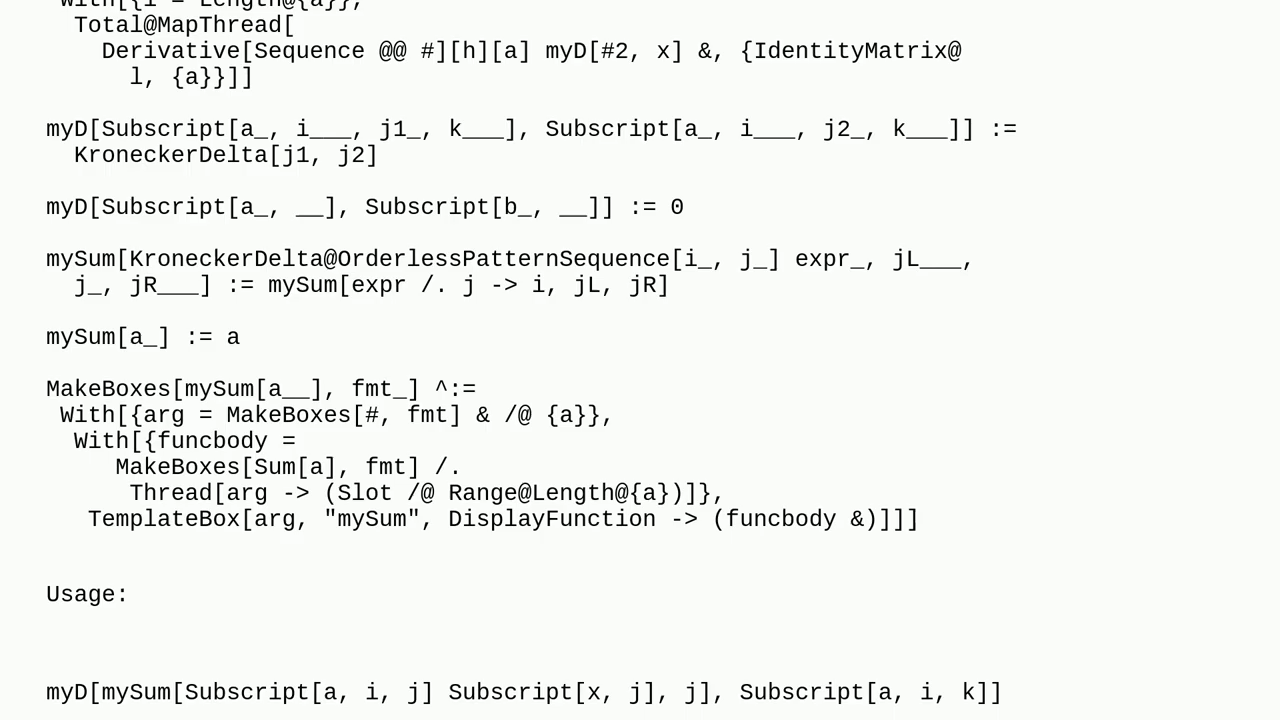 With[{l = Length@{a}},
Total@MapThread[
Derivative[Sequence @@ #][h][a] myD[#2, x] &, {IdentityMatrix@
l, {a}}]]
myD[Subscript[a_, i___, j1_, k___], Subscript[a_, i___, j2_, k___]] :=
KroneckerDelta[j1, j2]
myD[Subscript[a_, __], Subscript[b_, __]] := 0
mySum[KroneckerDelta@OrderlessPatternSequence[i_, j_] expr_, jL___,
j_, jR___] := mySum[expr /. j -> i, jL, jR]
mySum[a_] := a
MakeBoxes[mySum[a__], fmt_] ^:=
With[{arg = MakeBoxes[#, fmt] & /@ {a}},
With[{funcbody =
MakeBoxes[Sum[a], fmt] /.
Thread[arg -> (Slot /@ Range@Length@{a})]},
TemplateBox[arg, "mySum", DisplayFunction -> (funcbody &)]]]
Usage:
myD[mySum[Subscript[a, i, j] Subscript[x, j], j], Subscript[a, i, k]]